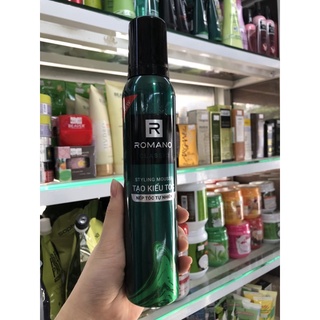 R
ROMANO
STYLING MOUSSE
TẠO KIỂU TÓC
NẾP TÓC TỰ NHIÊN